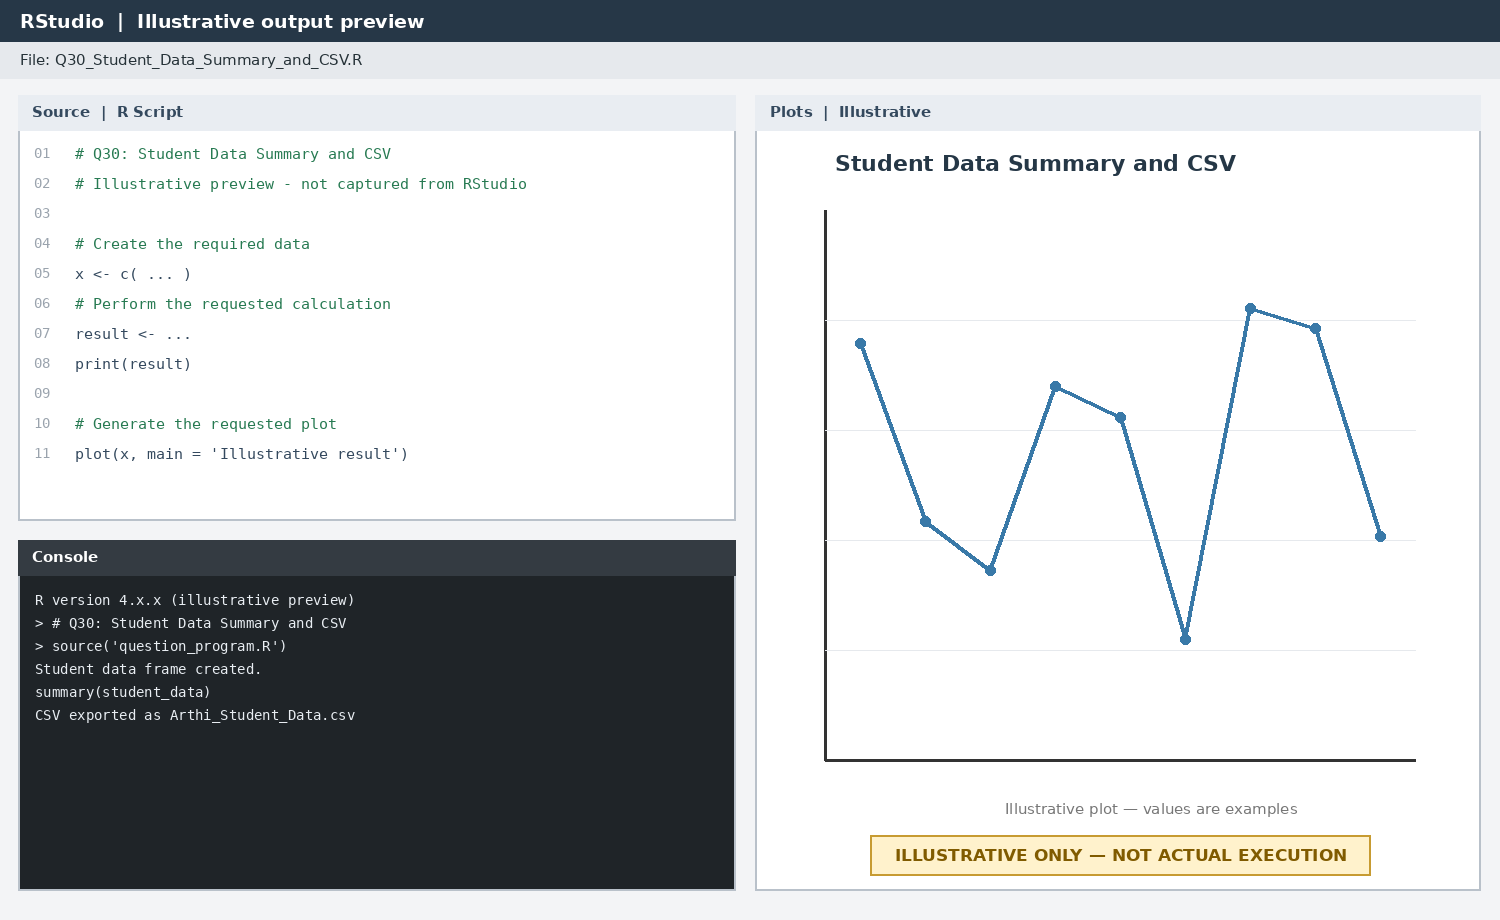 RStudio | Illustrative output preview
File: Q30_Student_Data_Summary_and_CSV.R
Source | R Script
01 # Q30: Student Data Summary and CSV
02 # Illustrative preview - not captured from RStudio
03
04 # Create the required data
05 x <- c( ... )
06 # Perform the requested calculation
07 result <- ...
08 print(result)
09
10 # Generate the requested plot
11 plot(x, main = 'Illustrative result')
Console
R version 4.x.x (illustrative preview)
> # Q30: Student Data Summary and CSV
> source('question_program.R')
Student data frame created.
summary(student_data)
CSV exported as Arthi_Student_Data.csv
Plots | Illustrative
Student Data Summary and CSV
Illustrative plot — values are examples
ILLUSTRATIVE ONLY — NOT ACTUAL EXECUTION